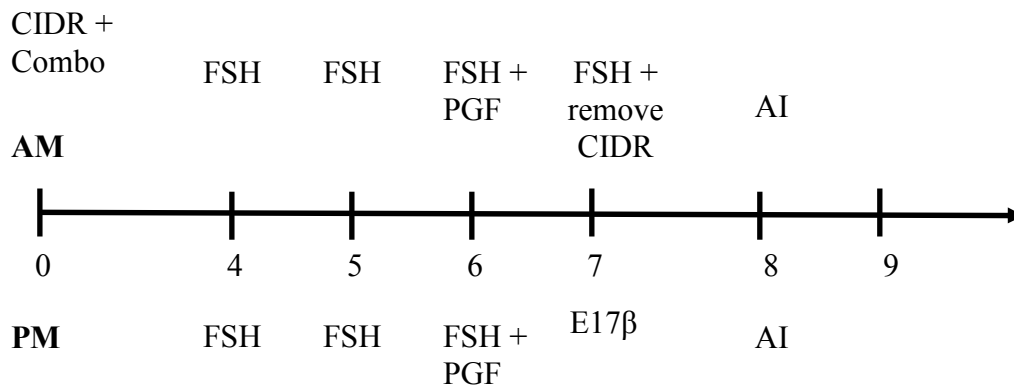 CIDR +
Combo
FSH
FSH
FSH +
PGF
FSH +
remove
CIDR
AI
AM
0
4
5
6
7
8
9
PM
FSH
FSH
FSH +
PGF
E17β
AI